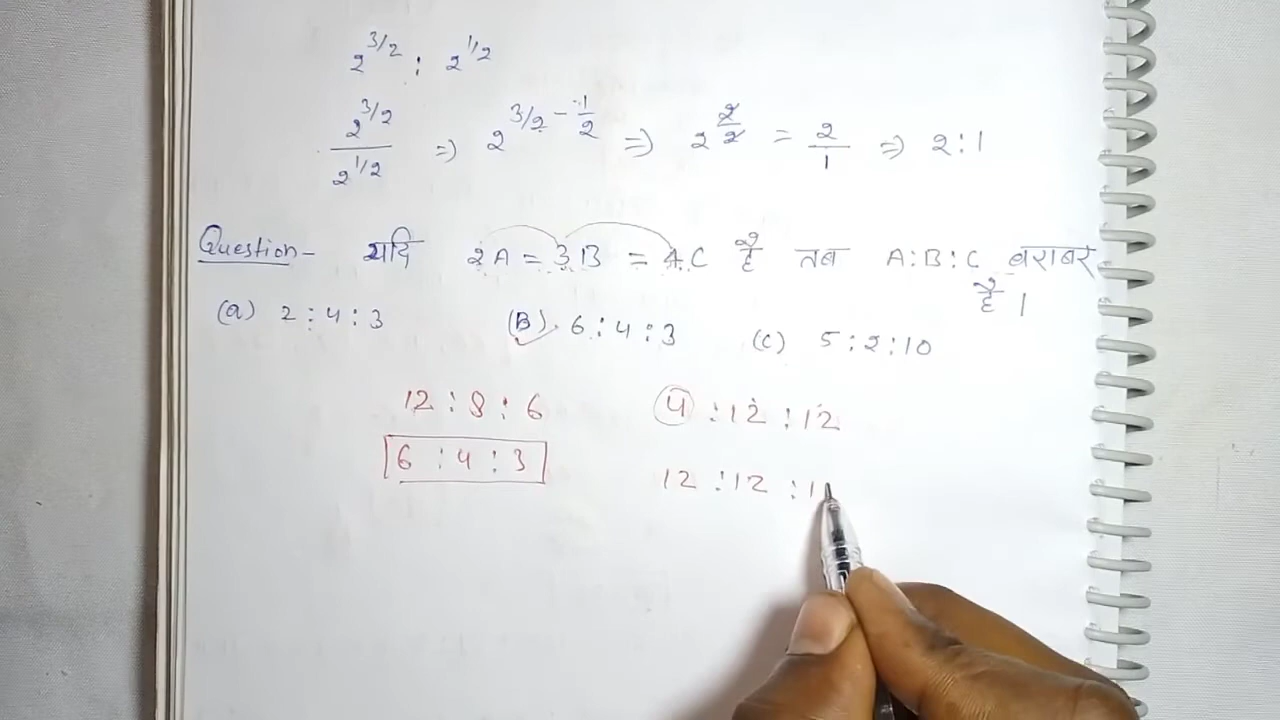 2^{3/2} : 2^{1/2}
2^{3/2}/2^{1/2} => 2^{3/2 - 1/2} => 2^{2/2} = 2/1 => 2:1
Question - यदि 2A = 3B = 4C है तब A:B:C बराबर
है।
(a) 2:4:3 (B) 6:4:3 (C) 5:2:10
12:8:6 4:12:12
6:4:3
12:12:1